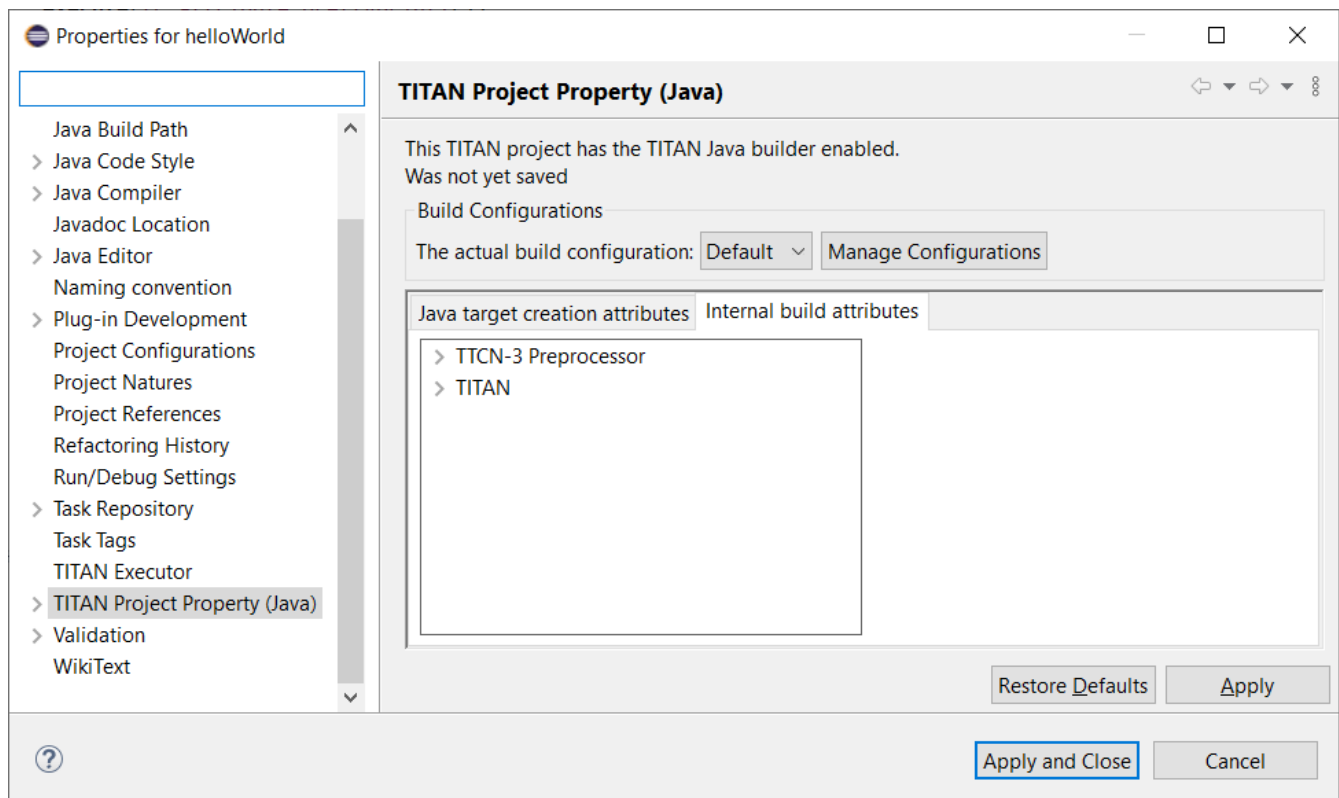 Properties for helloWorld
TITAN Project Property (Java)
Java Build Path
Java Code Style
Java Compiler
Javadoc Location
Java Editor
Naming convention
Plug-in Development
Project Configurations
Project Natures
Project References
Refactoring History
Run/Debug Settings
Task Repository
Task Tags
TITAN Executor
TITAN Project Property (Java)
Validation
WikiText
This TITAN project has the TITAN Java builder enabled.
Was not yet saved
Build Configurations
The actual build configuration: Default Manage Configurations
Java target creation attributes Internal build attributes
TTCN-3 Preprocessor
TITAN
Restore Defaults Apply
Apply and Close Cancel